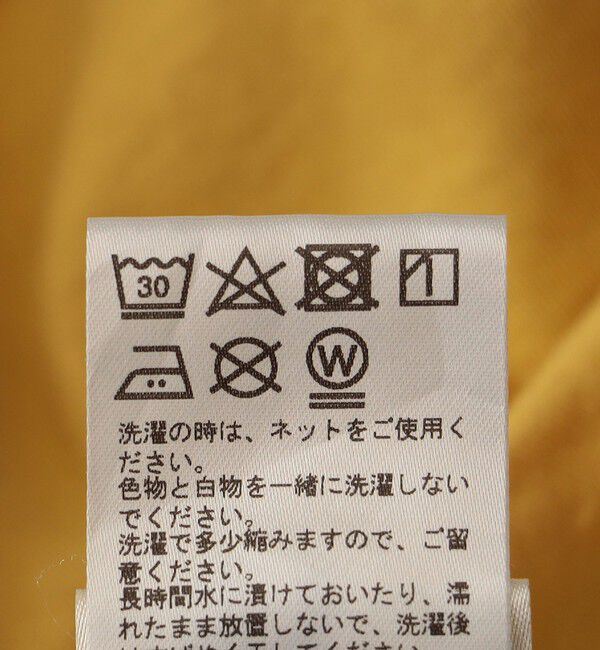 30
W
洗濯の時は、ネットをご使用く
ださい。
色物と白物を一緒に洗濯しない
でください。
洗濯で多少縮みますので、ご留
意ください。
長時間水に漬けておいたり、濡
れたまま放置しないで、洗濯後